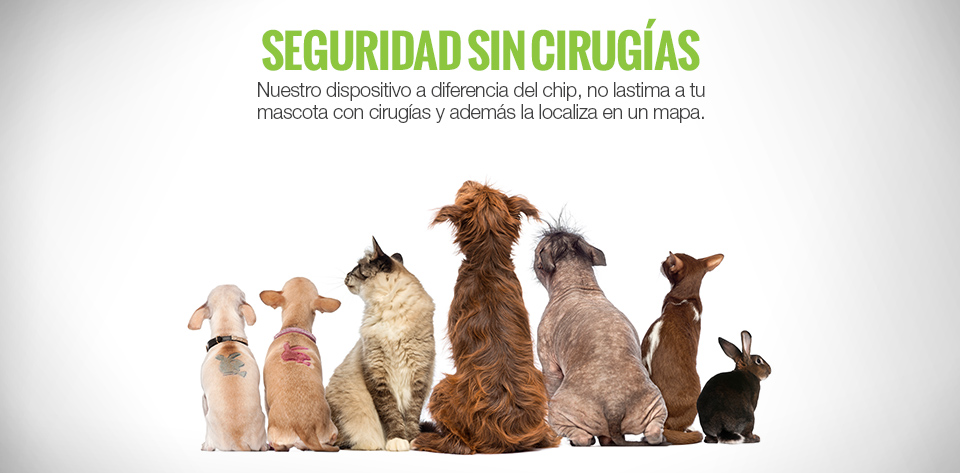 SEGURIDAD SIN CIRUGÍAS
Nuestro dispositivo a diferencia del chip, no lastima a tu
mascota con cirugías y además la localiza en un mapa.